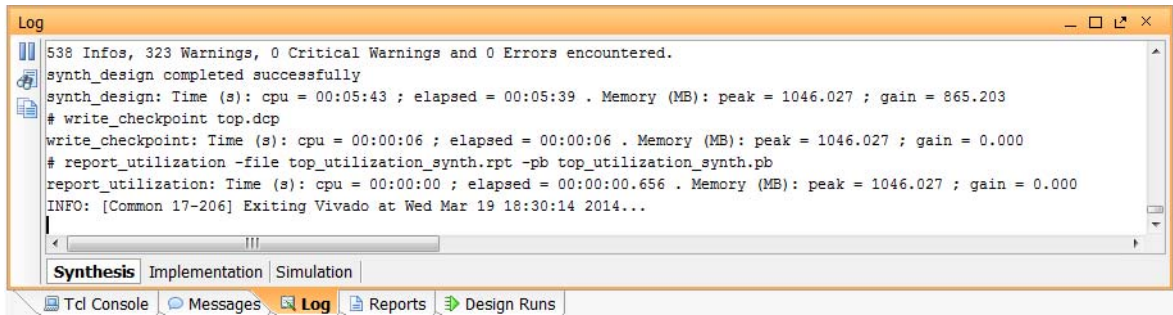 Log
538 Infos, 323 Warnings, 0 Critical Warnings and 0 Errors encountered.
synth_design completed successfully
synth_design: Time (s): cpu = 00:05:43 ; elapsed = 00:05:39 . Memory (MB): peak = 1046.027 ; gain = 865.203
# write_checkpoint top.dcp
write_checkpoint: Time (s): cpu = 00:00:06 ; elapsed = 00:00:06 . Memory (MB): peak = 1046.027 ; gain = 0.000
# report_utilization -file top_utilization_synth.rpt -pb top_utilization_synth.pb
report_utilization: Time (s): cpu = 00:00:00 ; elapsed = 00:00:00.656 . Memory (MB): peak = 1046.027 ; gain = 0.000
INFO: [Common 17-206] Exiting Vivado at Wed Mar 19 18:30:14 2014...
Synthesis Implementation Simulation
Tcl Console Messages Log Reports Design Runs